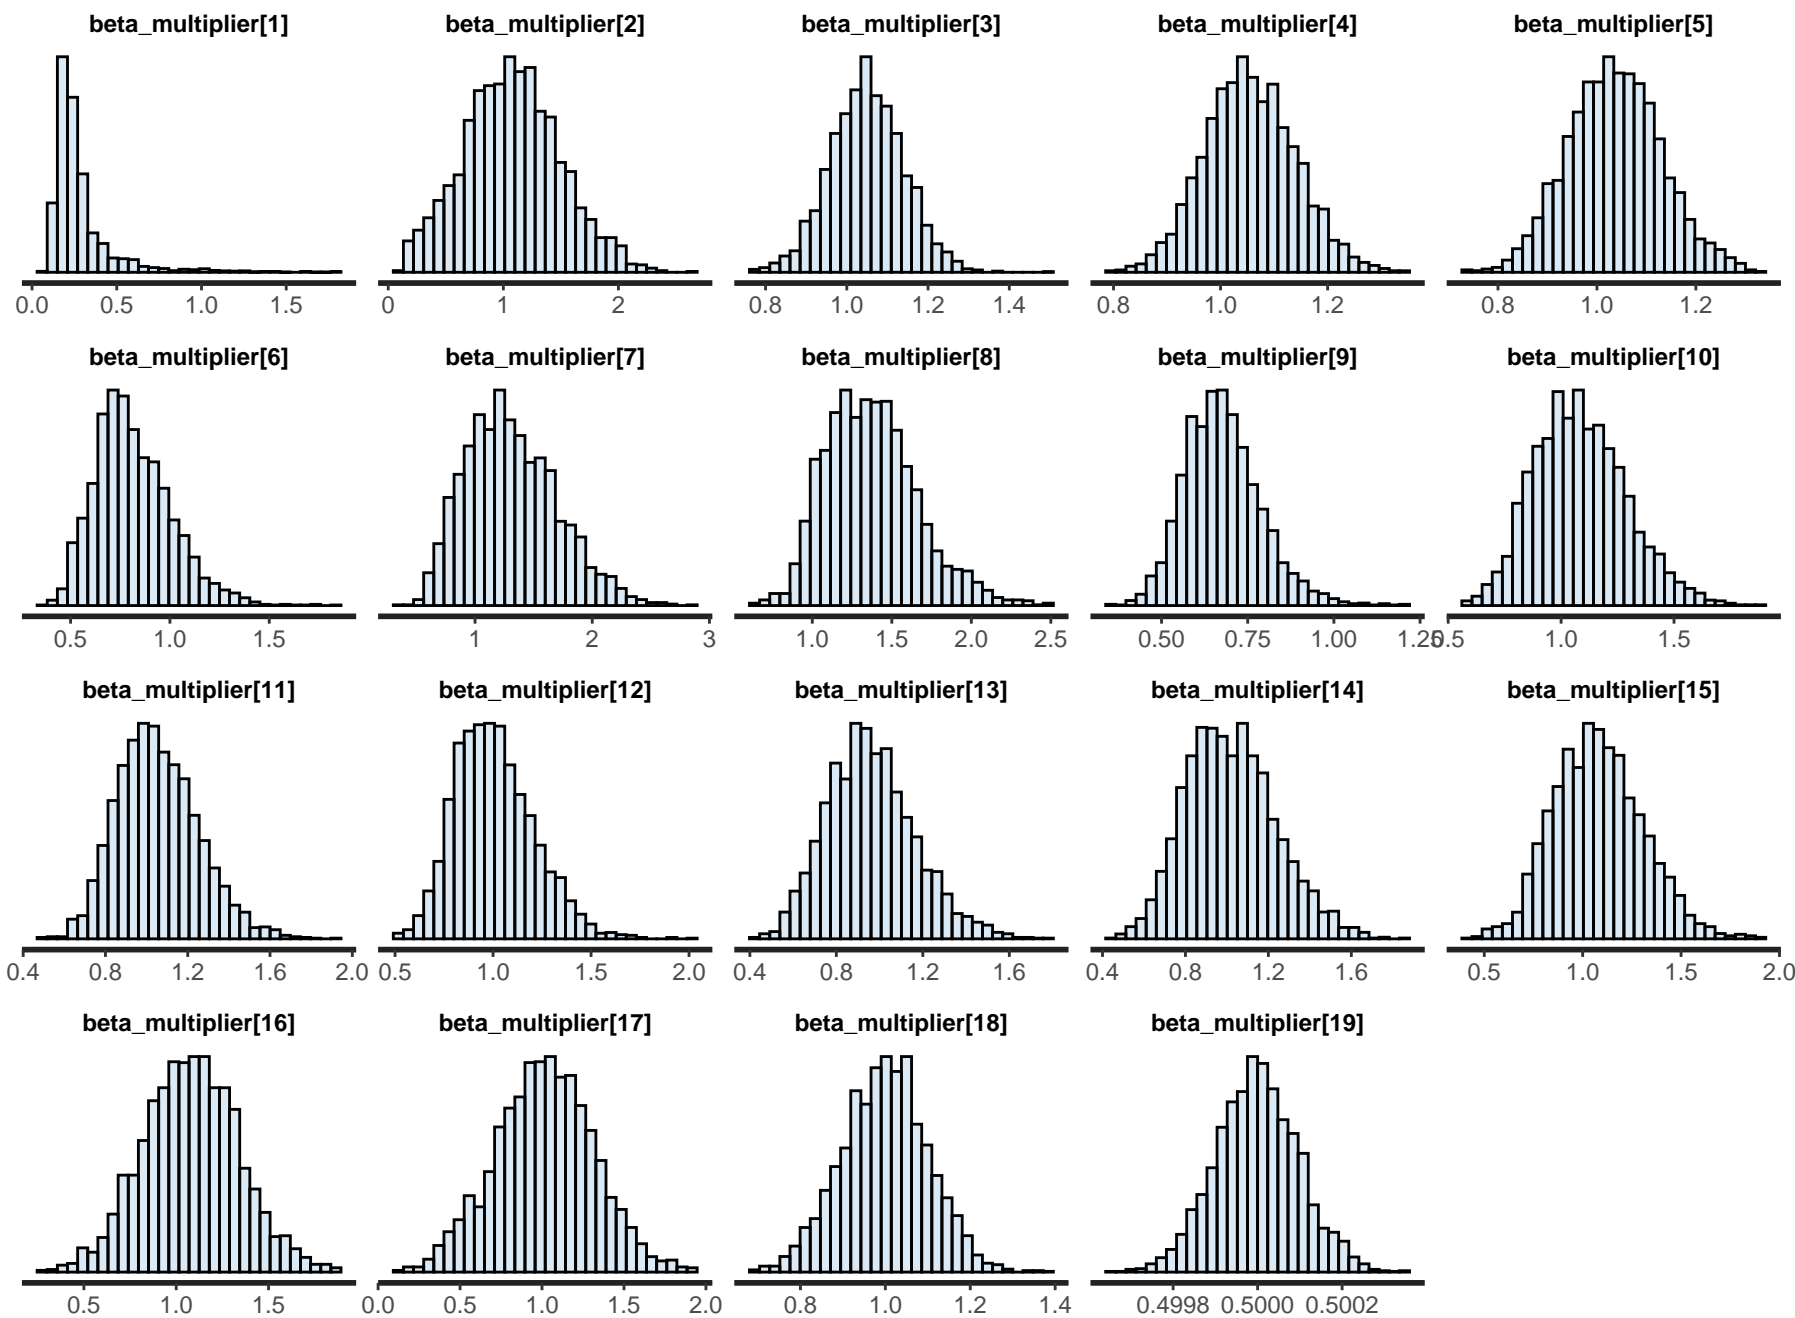 beta_multiplier[1] beta_multiplier[2] beta_multiplier[3] beta_multiplier[4] beta_multiplier[5]
0.0 0.5 1.0 1.5 0 1 2 0.8 1.0 1.2 1.4 0.8 1.0 1.2 0.8 1.0 1.2
beta_multiplier[6] beta_multiplier[7] beta_multiplier[8] beta_multiplier[9] beta_multiplier[10]
0.5 1.0 1.5 1 2 3 1.0 1.5 2.0 2.5 0.50 0.75 1.00 1.25 0.5 1.0 1.5
beta_multiplier[11] beta_multiplier[12] beta_multiplier[13] beta_multiplier[14] beta_multiplier[15]
0.4 0.8 1.2 1.6 2.0 0.5 1.0 1.5 2.0 0.4 0.8 1.2 1.6 0.4 0.8 1.2 1.6 0.5 1.0 1.5 2.0
beta_multiplier[16] beta_multiplier[17] beta_multiplier[18] beta_multiplier[19]
0.5 1.0 1.5 0.0 0.5 1.0 1.5 2.0 0.8 1.0 1.2 1.4 0.4998 0.5000 0.5002